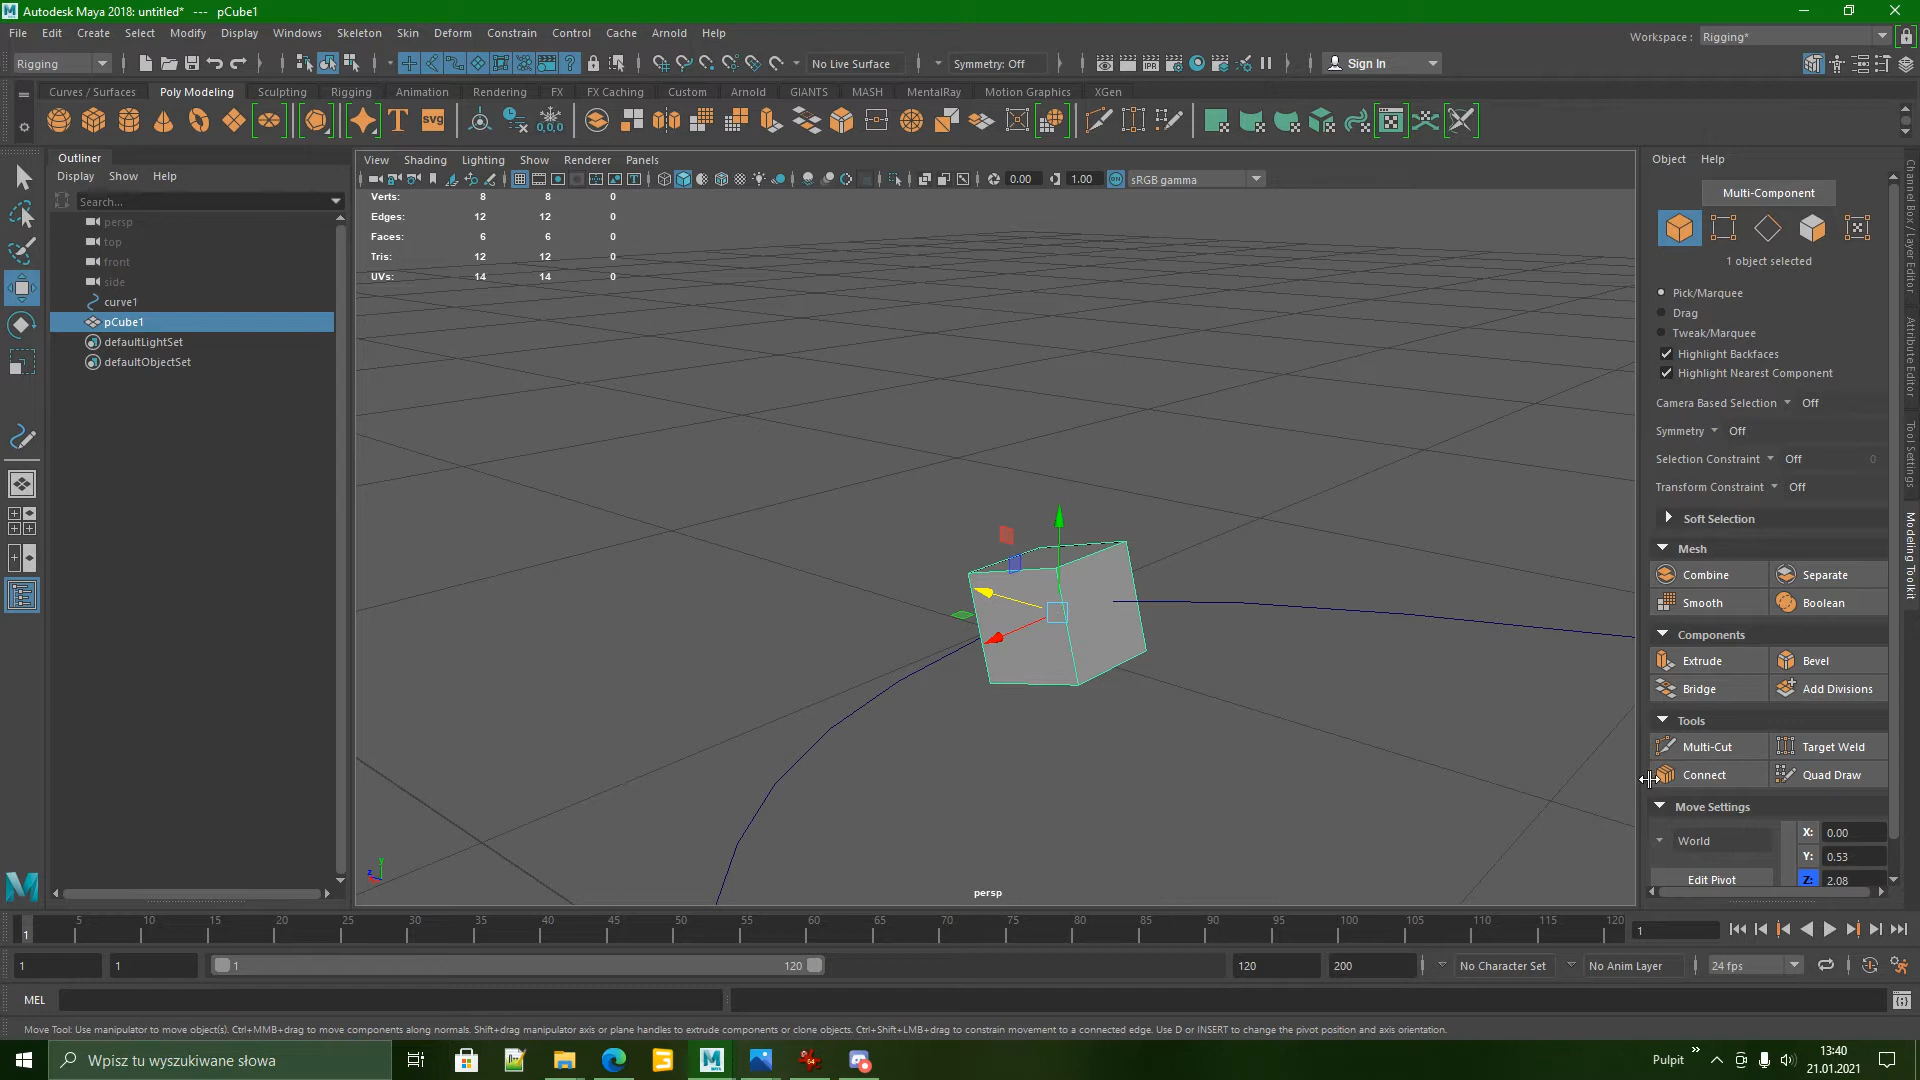 Autodesk Maya 2018: untitled* --- pCube1
File Edit Create Select Modify Display Windows Skeleton Skin Deform Constrain Control Cache Arnold Help
Workspace : Rigging*
Rigging No Live Surface Symmetry: Off Sign In
Curves / Surfaces Poly Modeling Sculpting Rigging Animation Rendering FX FX Caching Custom Arnold GIANTS MASH MentalRay Motion Graphics XGen
T svg 0,0,0
Outliner
Display Show Help
Search...
persp
top
front
side
curve1
pCube1
defaultLightSet
defaultObjectSet
View Shading Lighting Show Renderer Panels
0.00 1.00 ON sRGB gamma
Verts: 8 8 0
Edges: 12 12 0
Faces: 6 6 0
Tris: 12 12 0
UVs: 14 14 0
y
z
persp
Object Help
Multi-Component
1 object selected
Pick/Marquee
Drag
Tweak/Marquee
Highlight Backfaces
Highlight Nearest Component
Camera Based Selection Off
Symmetry Off
Selection Constraint Off 0
Transform Constraint Off
Soft Selection
Mesh
Combine Separate
Smooth Boolean
Components
Extrude Bevel
Bridge Add Divisions
Tools
Multi-Cut Target Weld
Connect Quad Draw
Move Settings
World X: 0.00
Y: 0.53
Edit Pivot Z: 2.08
Channel Box / Layer Editor
Attribute Editor
Tool Settings
Modeling Toolkit
1 5 10 15 20 25 30 35 40 45 50 55 60 65 70 75 80 85 90 95 100 105 110 115 120
1
1 1 1 120 120 200 No Character Set No Anim Layer 24 fps
MEL
Move Tool: Use manipulator to move object(s). Ctrl+MMB+drag to move components along normals. Shift+drag manipulator axis or plane handles to extrude components or clone objects. Ctrl+Shift+LMB+drag to constrain movement to a connected edge. Use D or INSERT to change the pivot position and axis orientation.
Wpisz tu wyszukiwane słowa
Pulpit
13:40
21.01.2021